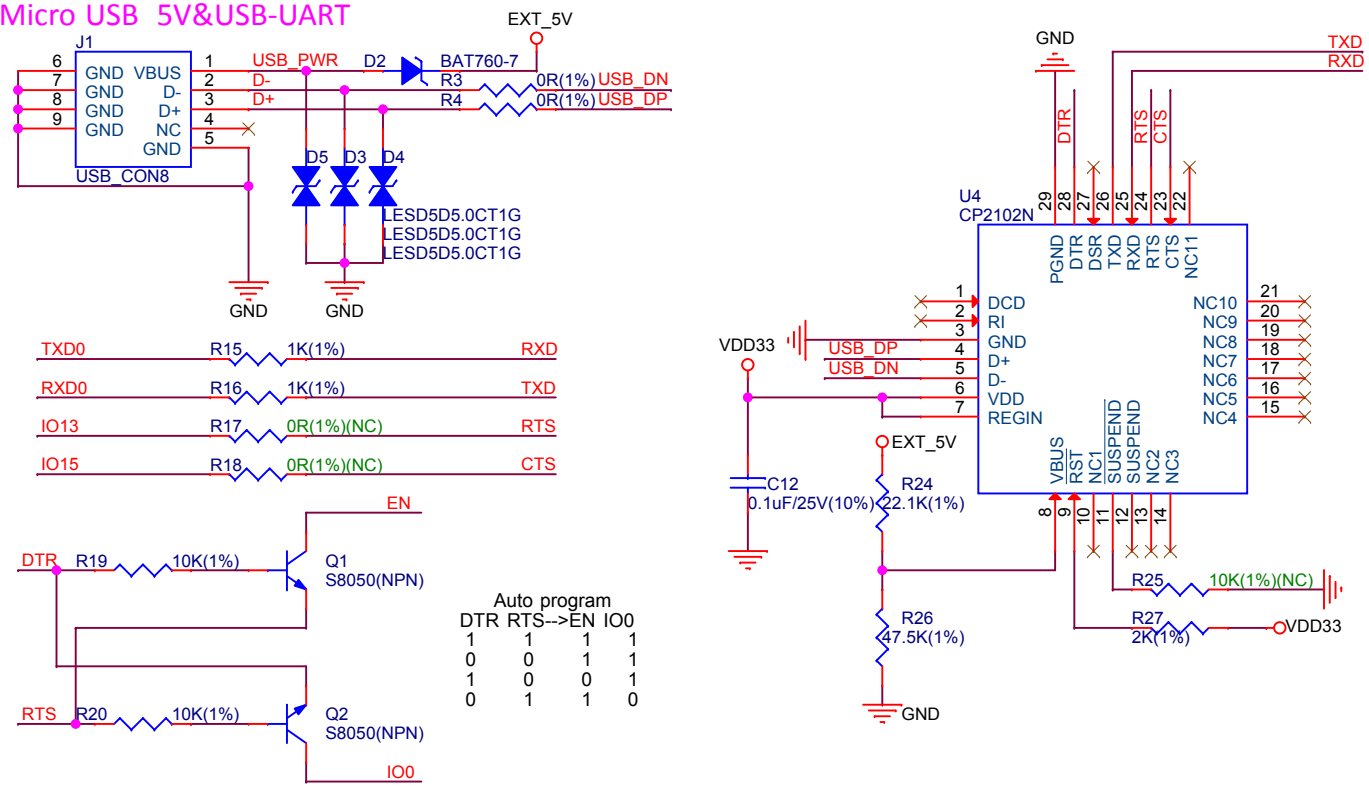 Micro USB 5V&USB-UART
J1
6 GND VBUS 1 USB_PWR D2 BAT760-7 EXT_5V
7 GND D- 2 D- R3 0R(1%) USB_DN
8 GND D+ 3 D+ R4 0R(1%) USB_DP
9 GND NC 4
GND 5
USB_CON8
D5 D3 D4
LESD5D5.0CT1G
LESD5D5.0CT1G
LESD5D5.0CT1G
GND GND
TXD0 R15 1K(1%) RXD
RXD0 R16 1K(1%) TXD
IO13 R17 0R(1%)(NC) RTS
IO15 R18 0R(1%)(NC) CTS
EN
DTR R19 10K(1%) Q1
S8050(NPN)
RTS R20 10K(1%) Q2
S8050(NPN)
IO0
Auto program
DTR RTS-->EN IO0
1 1 1 1
0 0 1 1
1 0 0 1
0 1 1 0
GND TXD
RXD
DTR RTS CTS
U4
CP2102N
29 28 27 26 25 24 23 22
PGND DTR DSR TXD RXD RTS CTS NC11
1 DCD NC10 21
2 RI NC9 20
3 GND NC8 19
USB_DP 4 D+ NC7 18
USB_DN 5 D- NC6 17
6 VDD NC5 16
7 REGIN NC4 15
VDD33
VBUS RST NC1 SUSPEND SUSPEND NC2 NC3
8 9 10 11 12 13 14
EXT_5V
C12
0.1uF/25V(10%)
R24
22.1K(1%)
R25 10K(1%)(NC)
R27 VDD33
2K(1%)
R26
47.5K(1%)
GND